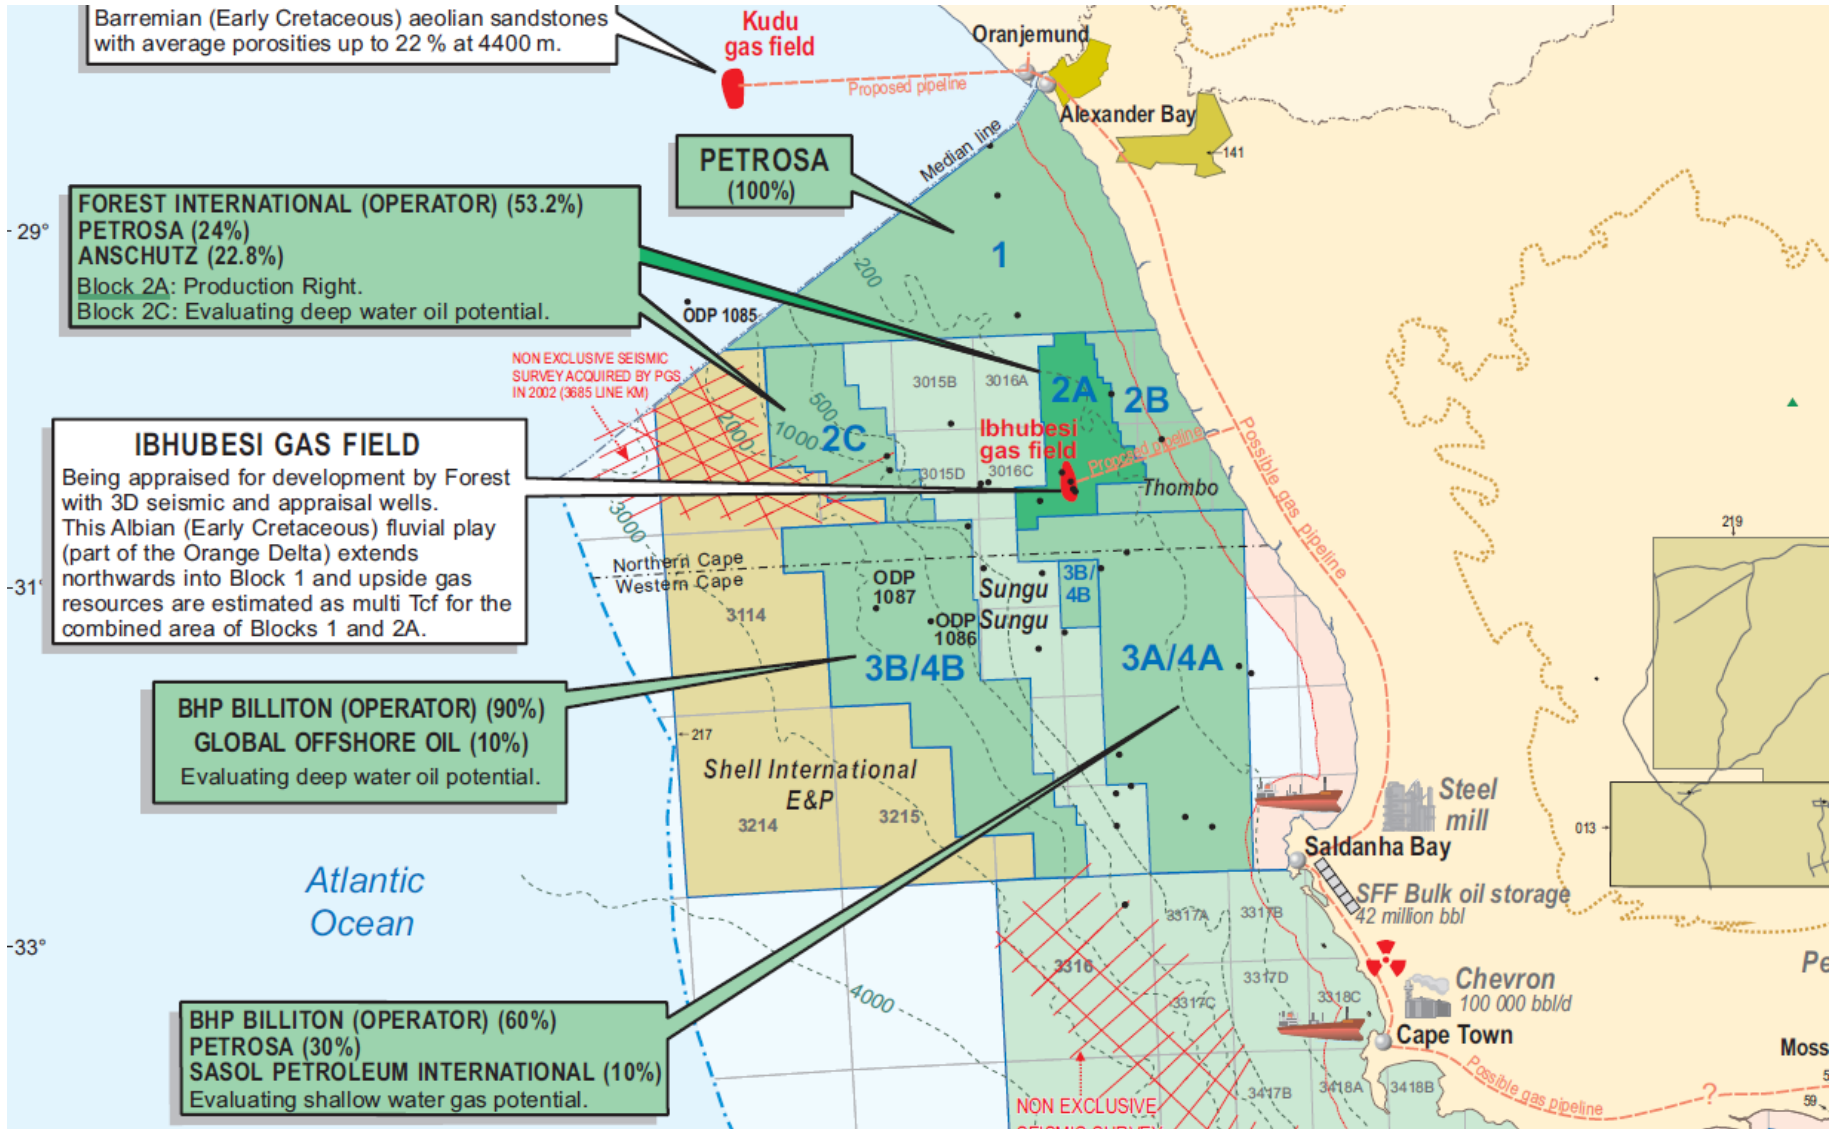 Barremian (Early Cretaceous) aeolian sandstones
with average porosities up to 22 % at 4400 m.
Kudu
gas field
Oranjemund
Proposed pipeline
Alexander Bay
141
Median line
PETROSA
(100%)
FOREST INTERNATIONAL (OPERATOR) (53.2%)
PETROSA (24%)
ANSCHUTZ (22.8%)
Block 2A: Production Right.
Block 2C: Evaluating deep water oil potential.
29°
1
200
ODP 1085
NON EXCLUSIVE SEISMIC
SURVEY ACQUIRED BY PGS
IN 2002 (3685 LINE KM)
3015B
3016A
2A
2B
500
1000
2000
2C
Ibhubesi
gas field
Proposed pipeline
3015D
3016C
Thombo
Possible gas pipeline
IBHUBESI GAS FIELD
Being appraised for development by Forest
with 3D seismic and appraisal wells.
This Albian (Early Cretaceous) fluvial play
(part of the Orange Delta) extends
northwards into Block 1 and upside gas
resources are estimated as multi Tcf for the
combined area of Blocks 1 and 2A.
3000
219
Northern Cape
Western Cape
31°
ODP
1087
ODP
1086
Sungu
Sungu
3B/
4B
3114
3B/4B
3A/4A
BHP BILLITON (OPERATOR) (90%)
GLOBAL OFFSHORE OIL (10%)
Evaluating deep water oil potential.
217
Shell International
E&P
3214
3215
Steel
mill
013
Saldanha Bay
SFF Bulk oil storage
42 million bbl
Atlantic
Ocean
33°
3317A
3317B
3316
3317D
3317C
3318C
4000
Chevron
100 000 bbl/d
Pe
Cape Town
Moss
BHP BILLITON (OPERATOR) (60%)
PETROSA (30%)
SASOL PETROLEUM INTERNATIONAL (10%)
Evaluating shallow water gas potential.
3417B
3418A
3418B
Possible gas pipeline
?
5
59
NON EXCLUSIVE
SEISMIC SURVEY